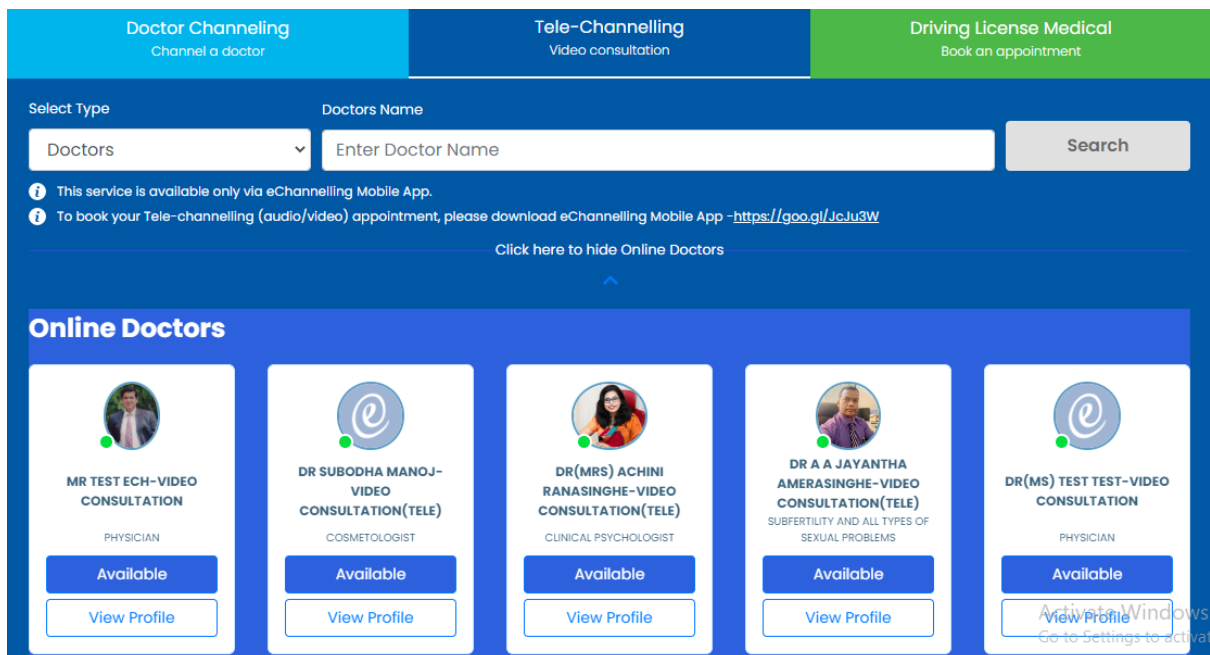 Doctor Channeling
Channel a doctor
Tele-Channelling
Video consultation
Driving License Medical
Book an appointment
Select Type
Doctors Name
Doctors
Enter Doctor Name
Search
This service is available only via eChannelling Mobile App.
To book your Tele-channelling (audio/video) appointment, please download eChannelling Mobile App -https://goo.gl/JcJu3W
Click here to hide Online Doctors
Online Doctors
MR TEST ECH-VIDEO
CONSULTATION
PHYSICIAN
Available
View Profile
DR SUBODHA MANOJ-
VIDEO
CONSULTATION(TELE)
COSMETOLOGIST
Available
View Profile
DR(MRS) ACHINI
RANASINGHE-VIDEO
CONSULTATION(TELE)
CLINICAL PSYCHOLOGIST
Available
View Profile
DR A A JAYANTHA
AMERASINGHE-VIDEO
CONSULTATION(TELE)
SUBFERTILITY AND ALL TYPES OF
SEXUAL PROBLEMS
Available
View Profile
DR(MS) TEST TEST-VIDEO
CONSULTATION
PHYSICIAN
Available
View Profile
Activate Windows
Go to Settings to activat